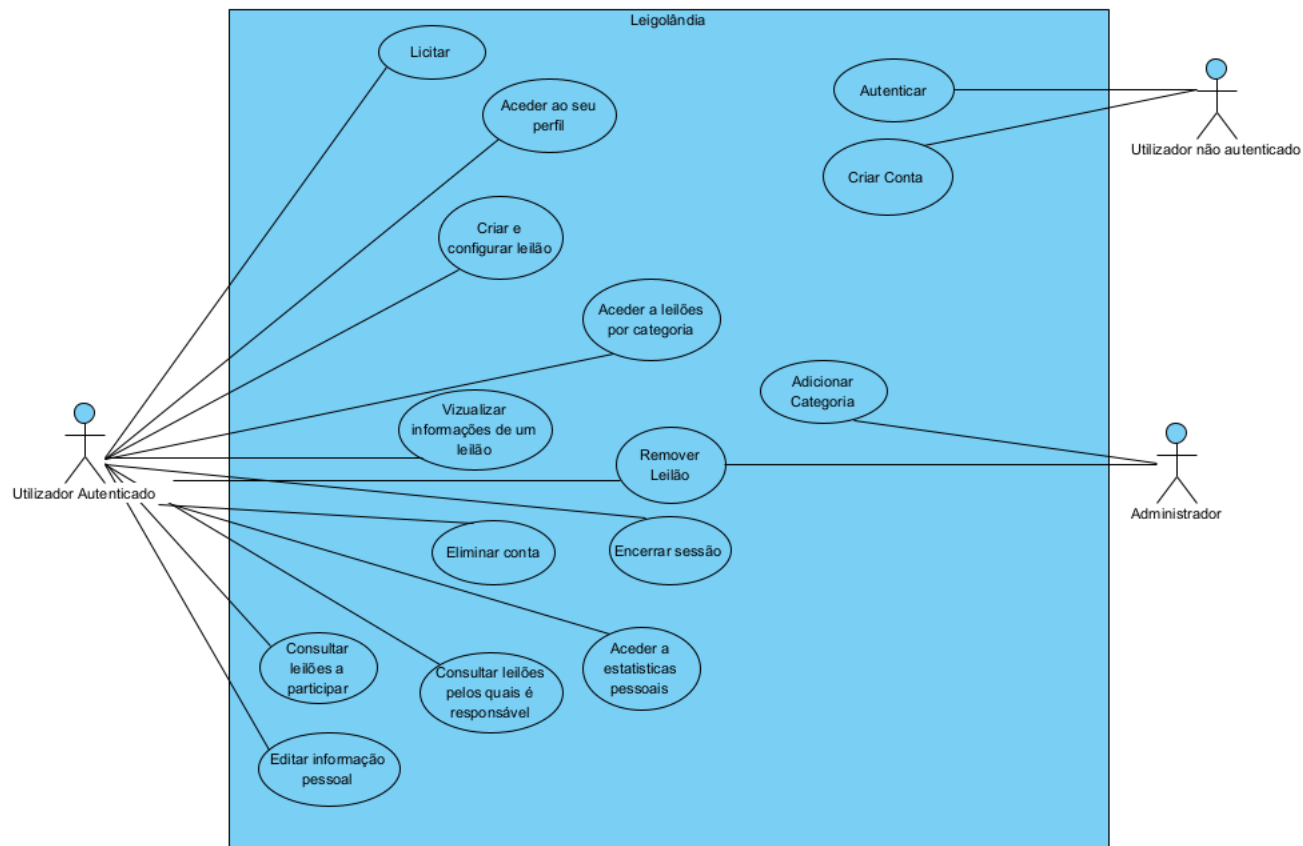 Leigolândia
Licitar
Autenticar
Aceder ao seu
perfil
Utilizador não autenticado
Criar Conta
Criar e
configurar leilão
Aceder a leilões
por categoria
Adicionar
Categoria
Vizualizar
informações de um
leilão
Remover
Leilão
Utilizador Autenticado
Administrador
Eliminar conta
Encerrar sessão
Consultar
leilões a
participar
Consultar leilões
pelos quais é
responsável
Aceder a
estatisticas
pessoais
Editar informação
pessoal